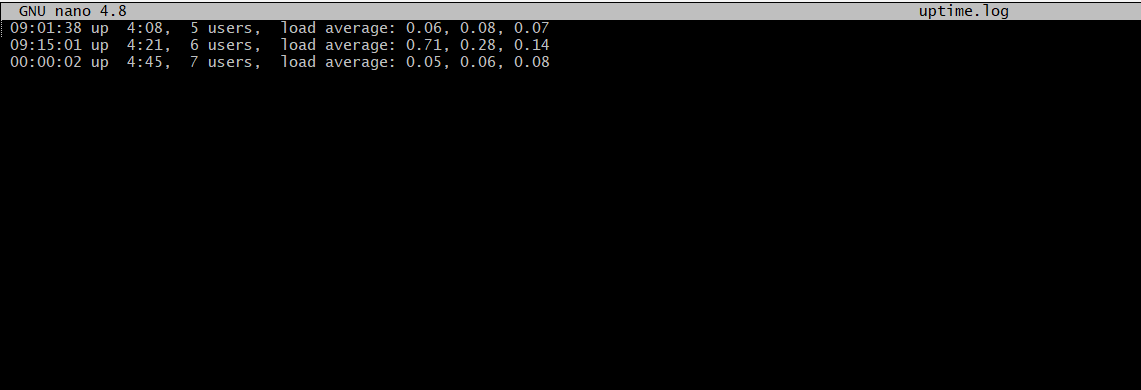 GNU nano 4.8 uptime.log
09:01:38 up  4:08,  5 users,  load average: 0.06, 0.08, 0.07
09:15:01 up  4:21,  6 users,  load average: 0.71, 0.28, 0.14
00:00:02 up  4:45,  7 users,  load average: 0.05, 0.06, 0.08